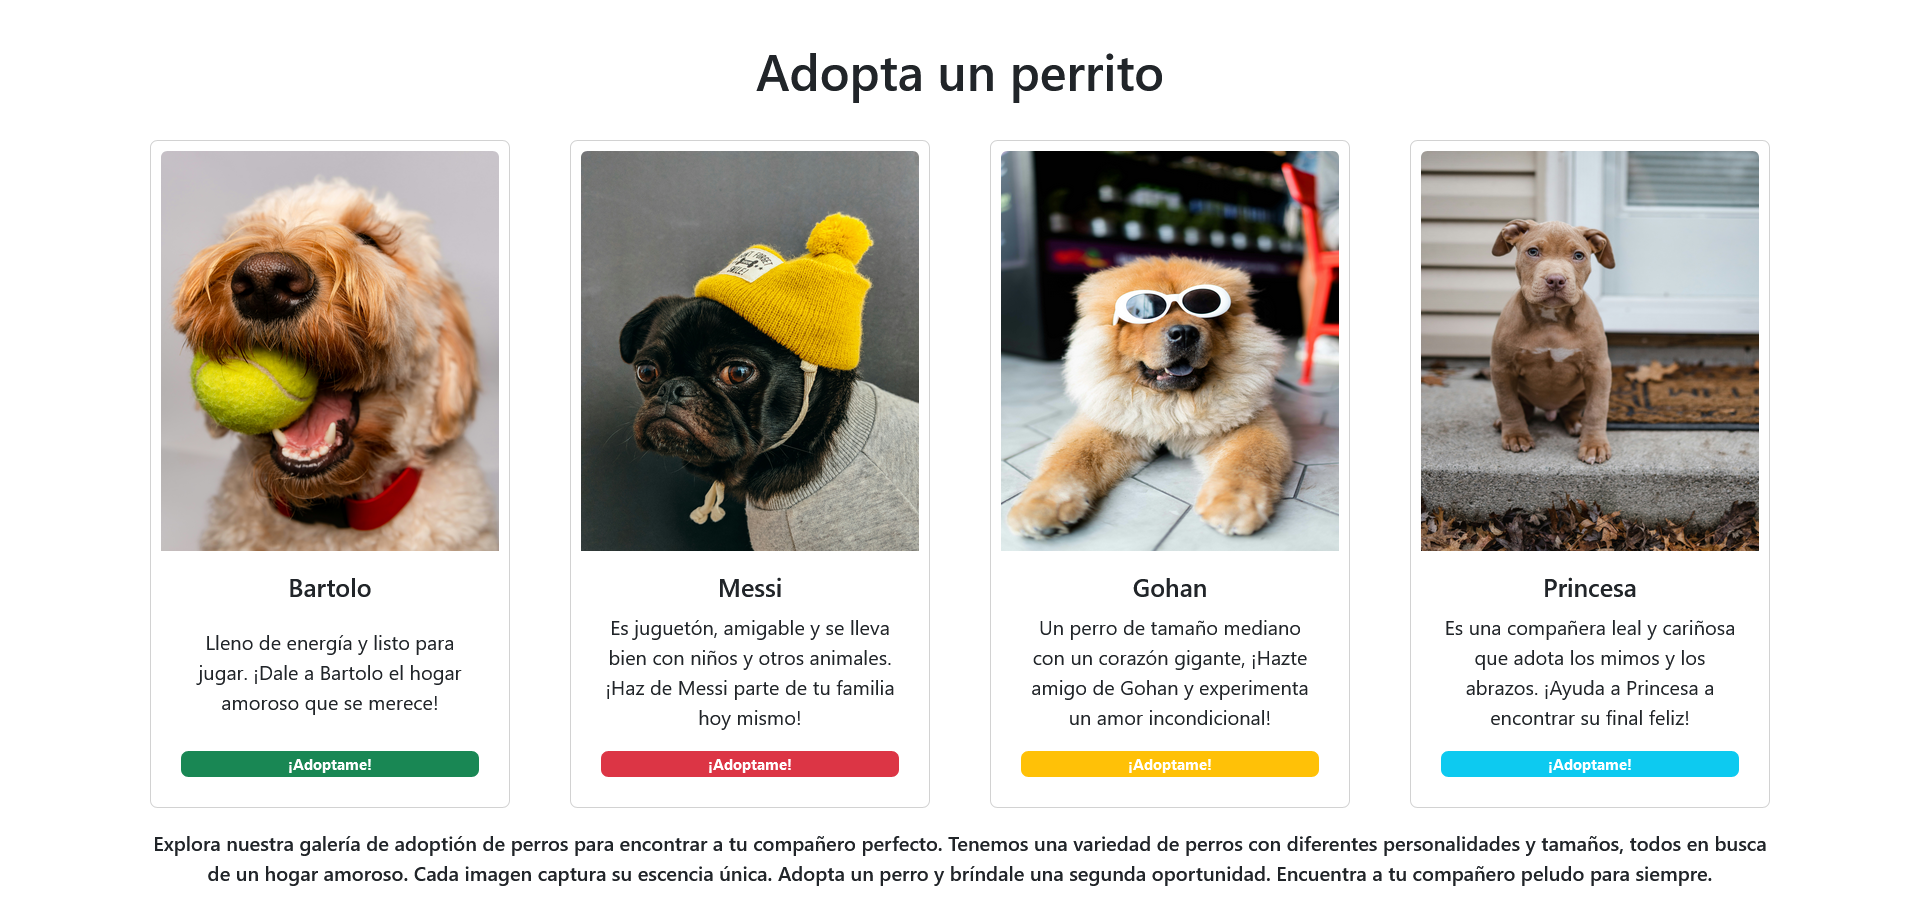 Adopta un perrito
FORGET
SMILE!
Bartolo
Lleno de energía y listo para
jugar. ¡Dale a Bartolo el hogar
amoroso que se merece!
¡Adoptame!
Messi
Es juguetón, amigable y se lleva
bien con niños y otros animales.
¡Haz de Messi parte de tu familia
hoy mismo!
¡Adoptame!
Gohan
Un perro de tamaño mediano
con un corazón gigante, ¡Hazte
amigo de Gohan y experimenta
un amor incondicional!
¡Adoptame!
Princesa
Es una compañera leal y cariñosa
que adota los mimos y los
abrazos. ¡Ayuda a Princesa a
encontrar su final feliz!
¡Adoptame!
Explora nuestra galería de adoptión de perros para encontrar a tu compañero perfecto. Tenemos una variedad de perros con diferentes personalidades y tamaños, todos en busca
de un hogar amoroso. Cada imagen captura su escencia única. Adopta un perro y bríndale una segunda oportunidad. Encuentra a tu compañero peludo para siempre.